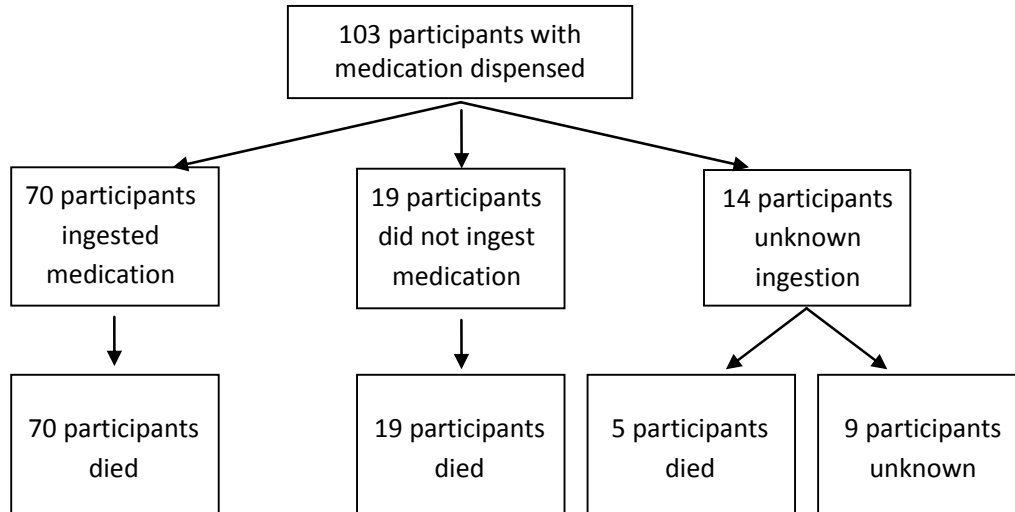 103 participants with
medication dispensed
70 participants
ingested
medication
19 participants
did not ingest
medication
14 participants
unknown
ingestion
70 participants
died
19 participants
died
5 participants
died
9 participants
unknown